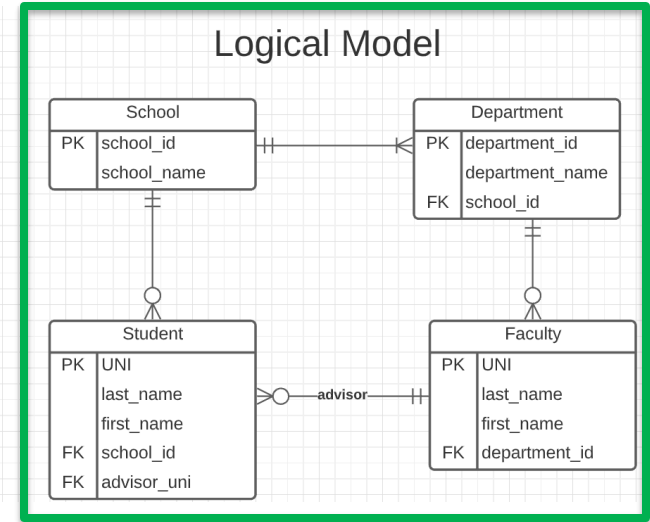 Logical Model
School
PK school_id
school_name
Department
PK department_id
department_name
FK school_id
Student
PK UNI
last_name
first_name
FK school_id
FK advisor_uni
advisor
Faculty
PK UNI
last_name
first_name
FK department_id